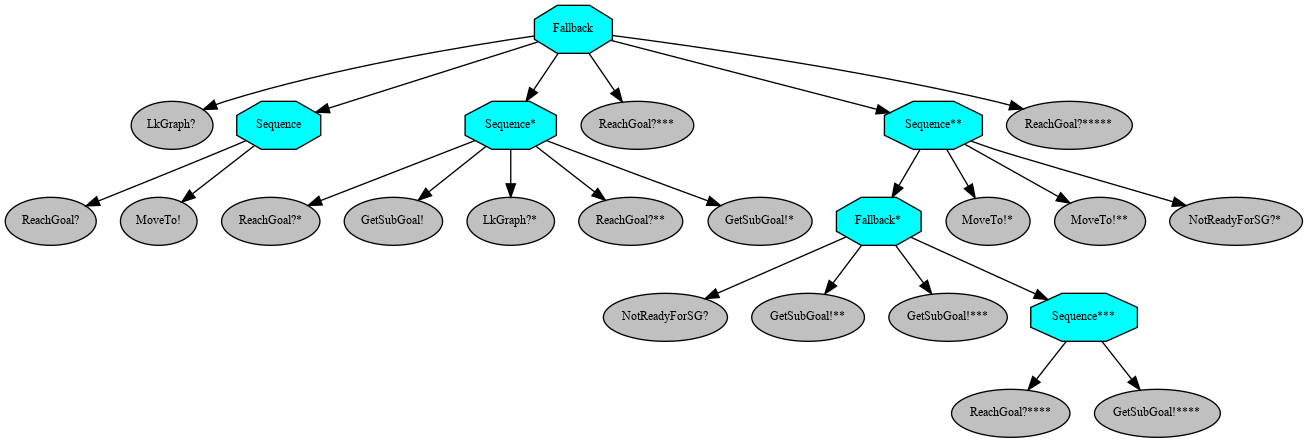 Fallback
LkGraph?
Sequence
Sequence*
ReachGoal?***
Sequence**
ReachGoal?*****
ReachGoal?
MoveTo!
ReachGoal?*
GetSubGoal!
LkGraph?*
ReachGoal?**
GetSubGoal!*
Fallback*
MoveTo!*
MoveTo!**
NotReadyForSG?*
NotReadyForSG?
GetSubGoal!**
GetSubGoal!***
Sequence***
ReachGoal?****
GetSubGoal!****